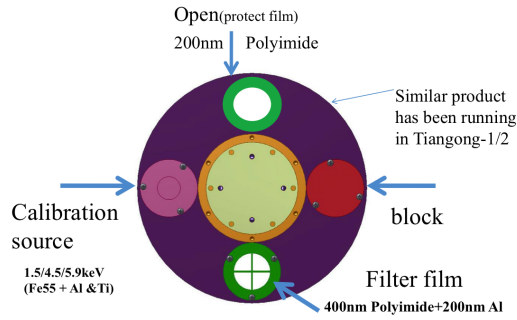 Open(protect film)
200nm Polyimide
Similar product
has been running
in Tiangong-1/2
Calibration
source
1.5/4.5/5.9keV
(Fe55 + Al &Ti)
block
Filter film
400nm Polyimide+200nm Al